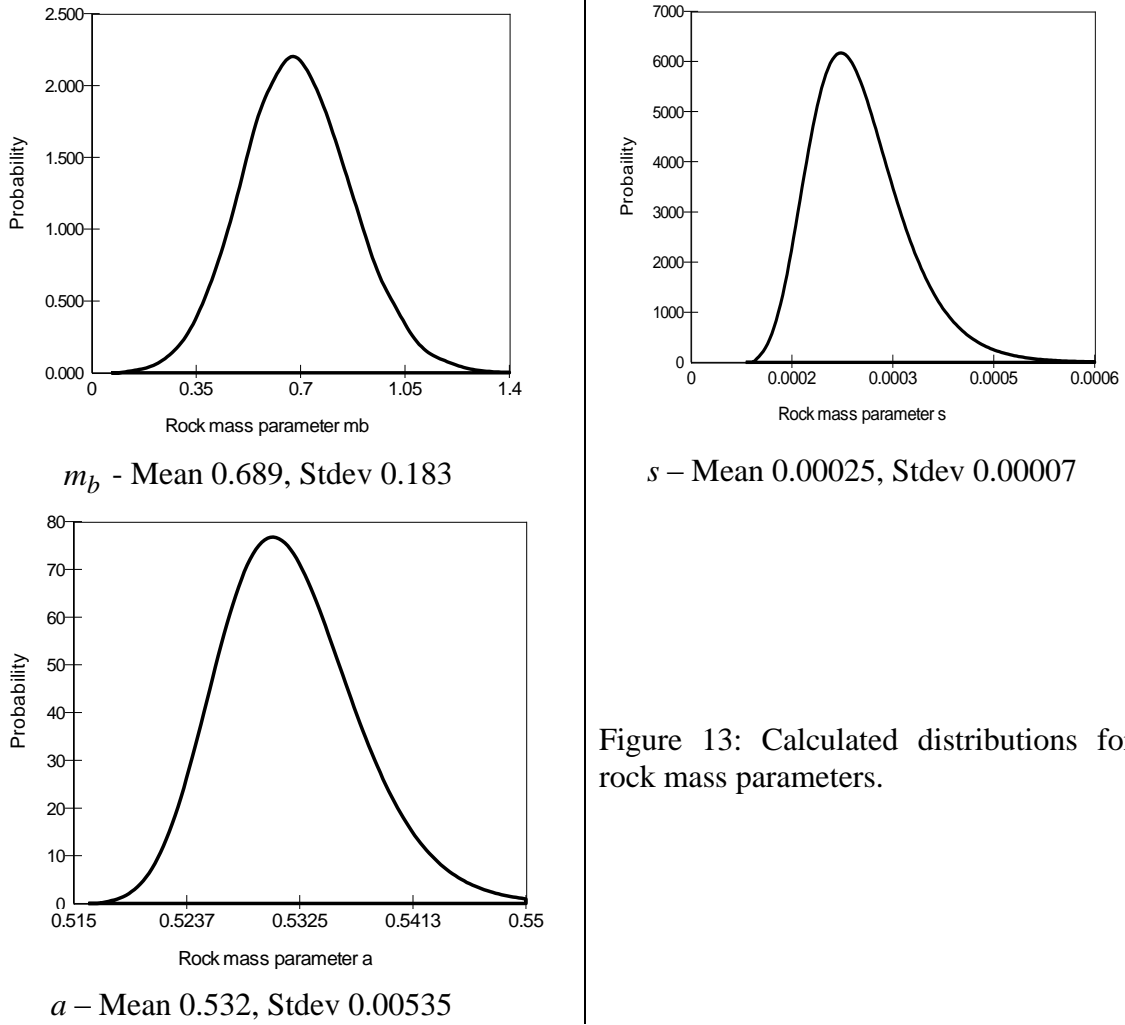 2.500
2.000
1.500
1.000
0.500
0.000
0 0.35 0.7 1.05 1.4
Probability
Rock mass parameter mb
m_b - Mean 0.689, Stdev 0.183
7000
6000
5000
4000
3000
2000
1000
0
0 0.0002 0.0003 0.0005 0.0006
Probaility
Rock mass parameter s
s – Mean 0.00025, Stdev 0.00007
80
70
60
50
40
30
20
10
0
0.515 0.5237 0.5325 0.5413 0.55
Probability
Rock mass parameter a
a – Mean 0.532, Stdev 0.00535
Figure 13: Calculated distributions for
rock mass parameters.